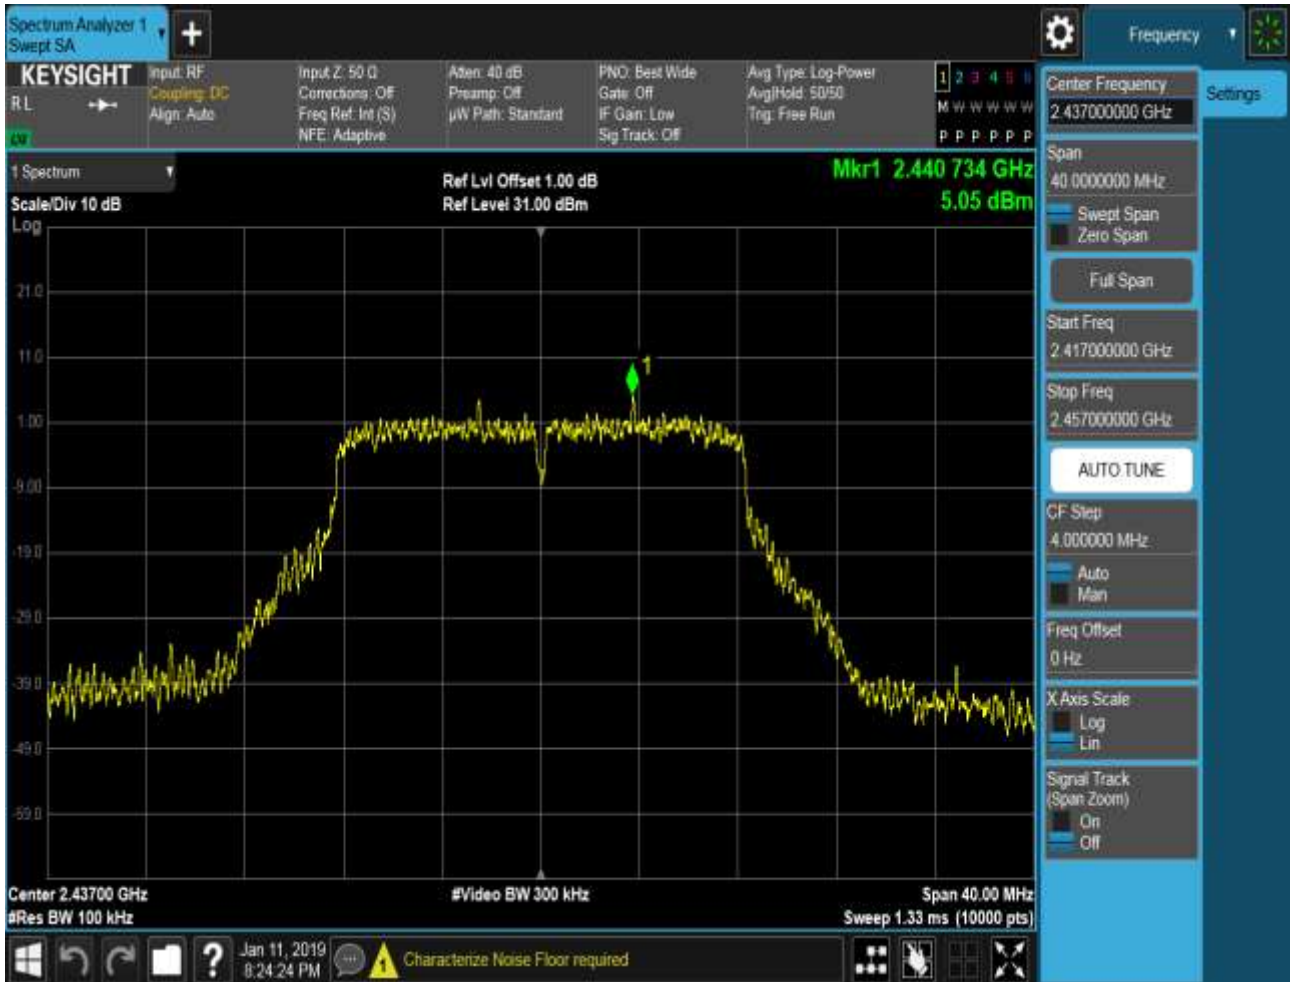 Spectrum Analyzer 1
Swept SA
Frequency
KEYSIGHT
R L
Input: RF
Coupling: DC
Align: Auto
Input Z: 50 Ω
Corrections: Off
Freq Ref: Int (S)
NFE: Adaptive
Atten: 40 dB
Preamp: Off
µW Path: Standard
PNO: Best Wide
Gate: Off
IF Gain: Low
Sig Track: Off
Avg Type: Log-Power
Avg|Hold: 50/50
Trig: Free Run
1 2 3 4 5 6
M W W W W W
P P P P P P
1 Spectrum
Scale/Div 10 dB
Log
Ref Lvl Offset 1.00 dB
Ref Level 31.00 dBm
Mkr1 2.440 734 GHz
5.05 dBm
21.0
11.0
1.00
-9.00
-19.0
-29.0
-39.0
-49.0
-59.0
1
Center 2.43700 GHz
#Res BW 100 kHz
#Video BW 300 kHz
Span 40.00 MHz
Sweep 1.33 ms (10000 pts)
Center Frequency
2.437000000 GHz
Settings
Span
40.0000000 MHz
Swept Span
Zero Span
Full Span
Start Freq
2.417000000 GHz
Stop Freq
2.457000000 GHz
AUTO TUNE
CF Step
4.000000 MHz
Auto
Man
Freq Offset
0 Hz
X Axis Scale
Log
Lin
Signal Track
(Span Zoom)
On
Off
?
Jan 11, 2019
8:24:24 PM
1
Characterize Noise Floor required